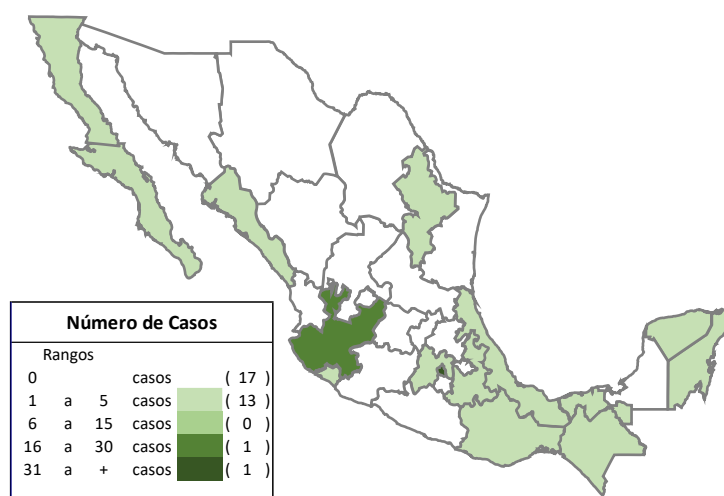 Número de Casos
Rangos
0 casos ( 17 )
1 a 5 casos ( 13 )
6 a 15 casos ( 0 )
16 a 30 casos ( 1 )
31 a + casos ( 1 )